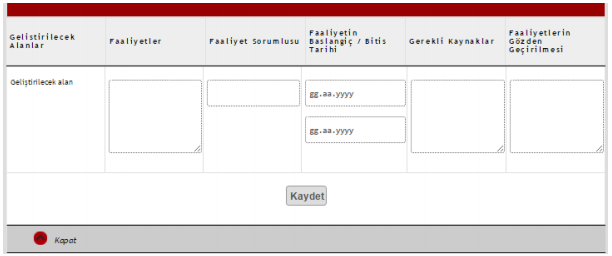 Gelistirilecek
Alanlar
Faaliyetler
Faaliyet Sorumlusu
Faaliyetin
Baslangiç / Bitis
Tarihi
Gerekli Kaynaklar
Faaliyetlerin
Gözden
Geçirilmesi
Geliştirilecek alan
gg.aa.yyyy
gg.aa.yyyy
Kaydet
Kapat